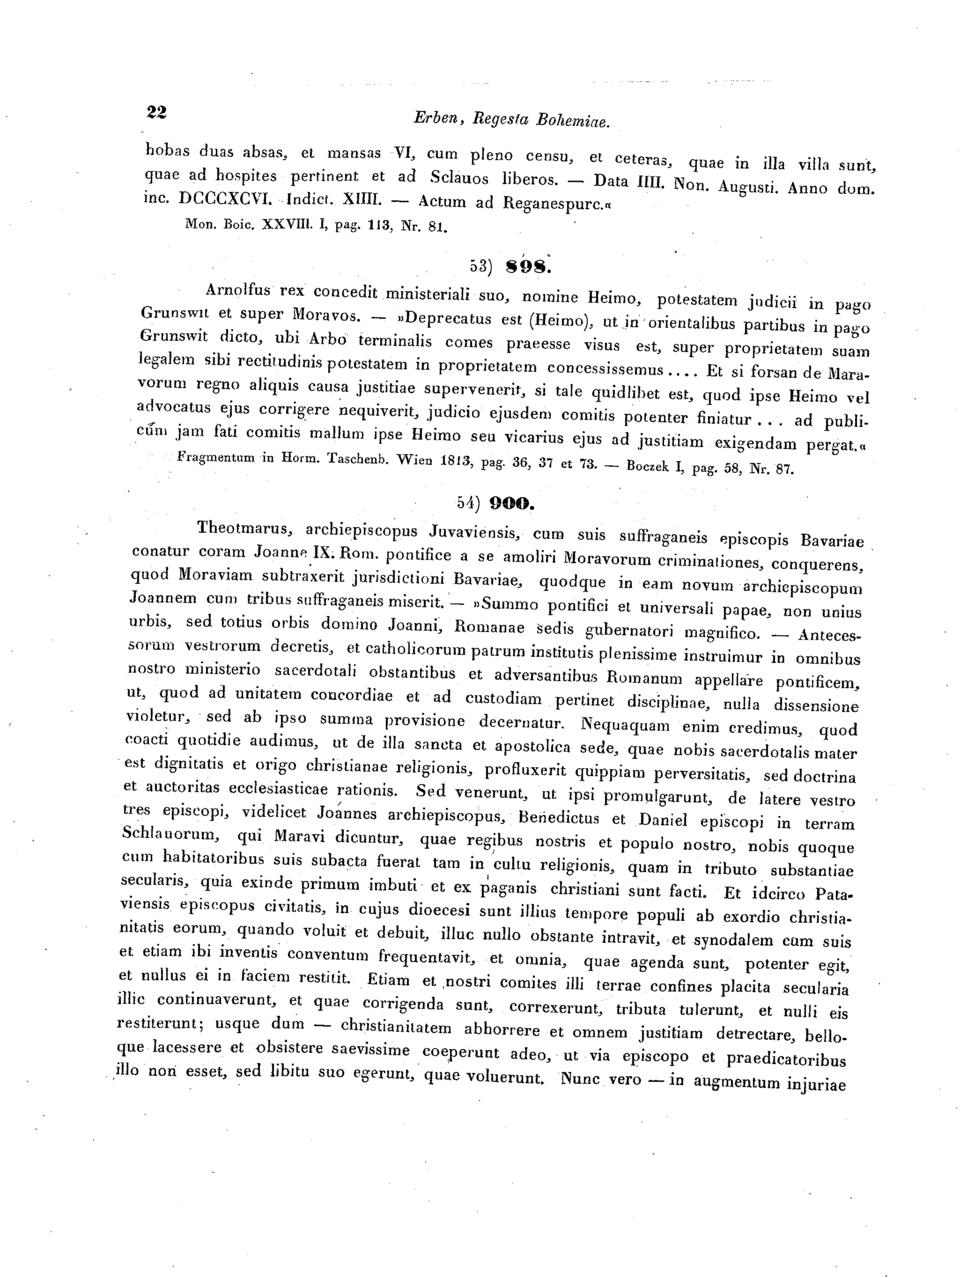 22
Erben, Regesta Bohemiae.
hobas duas absas, et mansas VI, cum pleno censu, et ceteras, quae in illa villa sunt,
quae ad hospites pertinent et ad Sclauos liberos. — Data IIII. Non. Augusti. Anno dom.
inc. DCCCXCVI. Indict. XIIII. — Actum ad Reganespurc.«
Mon. Boic. XXVIII. I, pag. 113, Nr. 81.
53) 898.
Arnolfus rex concedit ministeriali suo, nomine Heimo, potestatem judicii in pago
Grunswit et super Moravos. — »Deprecatus est (Heimo), ut in orientalibus partibus in pago
Grunswit dicto, ubi Arbo terminalis comes praeesse visus est, super proprietatem suam
legalem sibi rectitudinis potestatem in proprietatem concessissemus .... Et si forsan de Mara-
vorum regno aliquis causa justitiae supervenerit, si tale quidlibet est, quod ipse Heimo vel
advocatus ejus corrigere nequiverit, judicio ejusdem comitis potenter finiatur ... ad publi-
cum jam fati comitis mallum ipse Heimo seu vicarius ejus ad justitiam exigendam pergat.«
Fragmentum in Horm. Taschenb. Wien 1813, pag. 36, 37 et 73. — Boczek I, pag. 58, Nr. 87.
54) 900.
Theotmarus, archiepiscopus Juvaviensis, cum suis suffraganeis episcopis Bavariae
conatur coram Joanne IX. Rom. pontifice a se amoliri Moravorum criminationes, conquerens,
quod Moraviam subtraxerit jurisdictioni Bavariae, quodque in eam novum archiepiscopum
Joannem cum tribus suffraganeis miserit. — »Summo pontifici et universali papae, non unius
urbis, sed totius orbis domino Joanni, Romanae sedis gubernatori magnifico. — Anteces-
sorum vestrorum decretis, et catholicorum patrum institutis plenissime instruimur in omnibus
nostro ministerio sacerdotali obstantibus et adversantibus Romanum appellare pontificem,
ut, quod ad unitatem concordiae et ad custodiam pertinet disciplinae, nulla dissensione
violetur, sed ab ipso summa provisione decernatur. Nequaquam enim credimus, quod
coacti quotidie audimus, ut de illa sancta et apostolica sede, quae nobis sacerdotalis mater
est dignitatis et origo christianae religionis, profluxerit quippiam perversitatis, sed doctrina
et auctoritas ecclesiasticae rationis. Sed venerunt, ut ipsi promulgarunt, de latere vestro
tres episcopi, videlicet Joannes archiepiscopus, Benedictus et Daniel episcopi in terram
Schlauorum, qui Maravi dicuntur, quae regibus nostris et populo nostro, nobis quoque
cum habitatoribus suis subacta fuerat tam in cultu religionis, quam in tributo substantiae
secularis, quia exinde primum imbuti et ex paganis christiani sunt facti. Et idcirco Pata-
viensis episcopus civitatis, in cujus dioecesi sunt illius tempore populi ab exordio christia-
nitatis eorum, quando voluit et debuit, illuc nullo obstante intravit, et synodalem cum suis
et etiam ibi inventis conventum frequentavit, et omnia, quae agenda sunt, potenter egit,
et nullus ei in faciem restitit. Etiam et nostri comites illi terrae confines placita secularia
illic continuaverunt, et quae corrigenda sunt, correxerunt, tributa tulerunt, et nulli eis
restiterunt; usque dum — christianitatem abhorrere et omnem justitiam detrectare, bello-
que lacessere et obsistere saevissime coeperunt adeo, ut via episcopo et praedicatoribus
illo non esset, sed libitu suo egerunt, quae voluerunt. Nunc vero — in augmentum injuriae